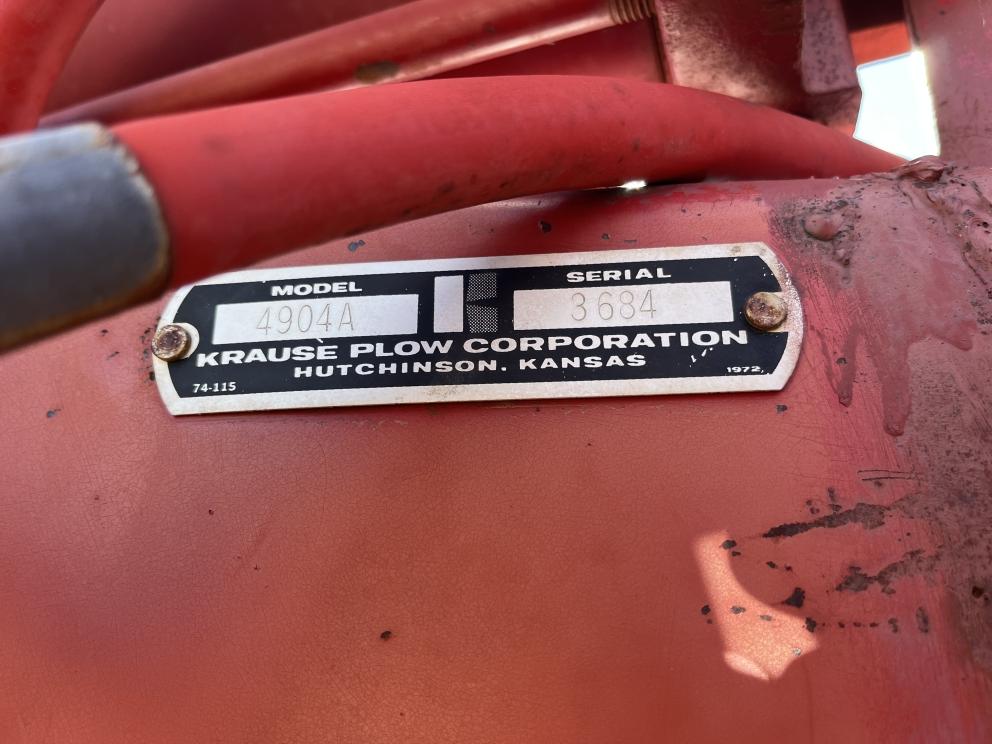 MODEL
SERIAL
4904A
3684
KRAUSE PLOW CORPORATION
HUTCHINSON, KANSAS
74-115
1972